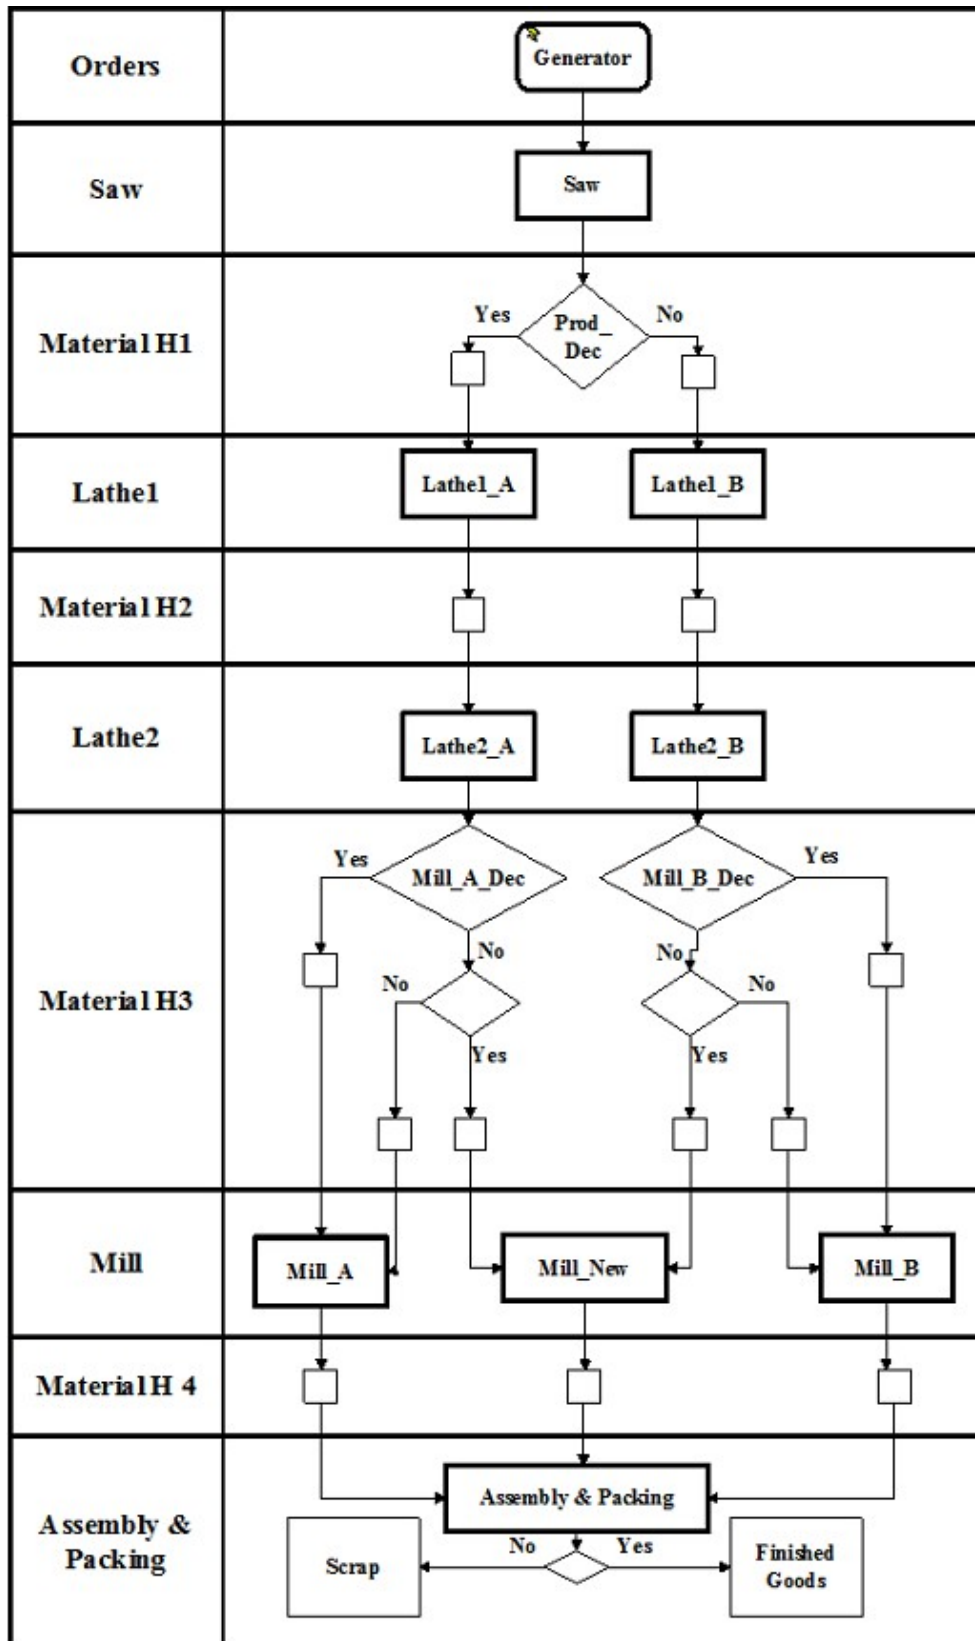 Orders
Generator
Saw
Saw
Material H1
Yes
Prod_
Dec
No
Lathe1
Lathe1_A
Lathe1_B
Material H2
Lathe2
Lathe2_A
Lathe2_B
Material H3
Yes
Mill_A_Dec
Mill_B_Dec
Yes
No
No
No
No
Yes
Yes
Mill
Mill_A
Mill_New
Mill_B
Material H 4
Assembly &
Packing
Assembly & Packing
No
Yes
Scrap
Finished
Goods